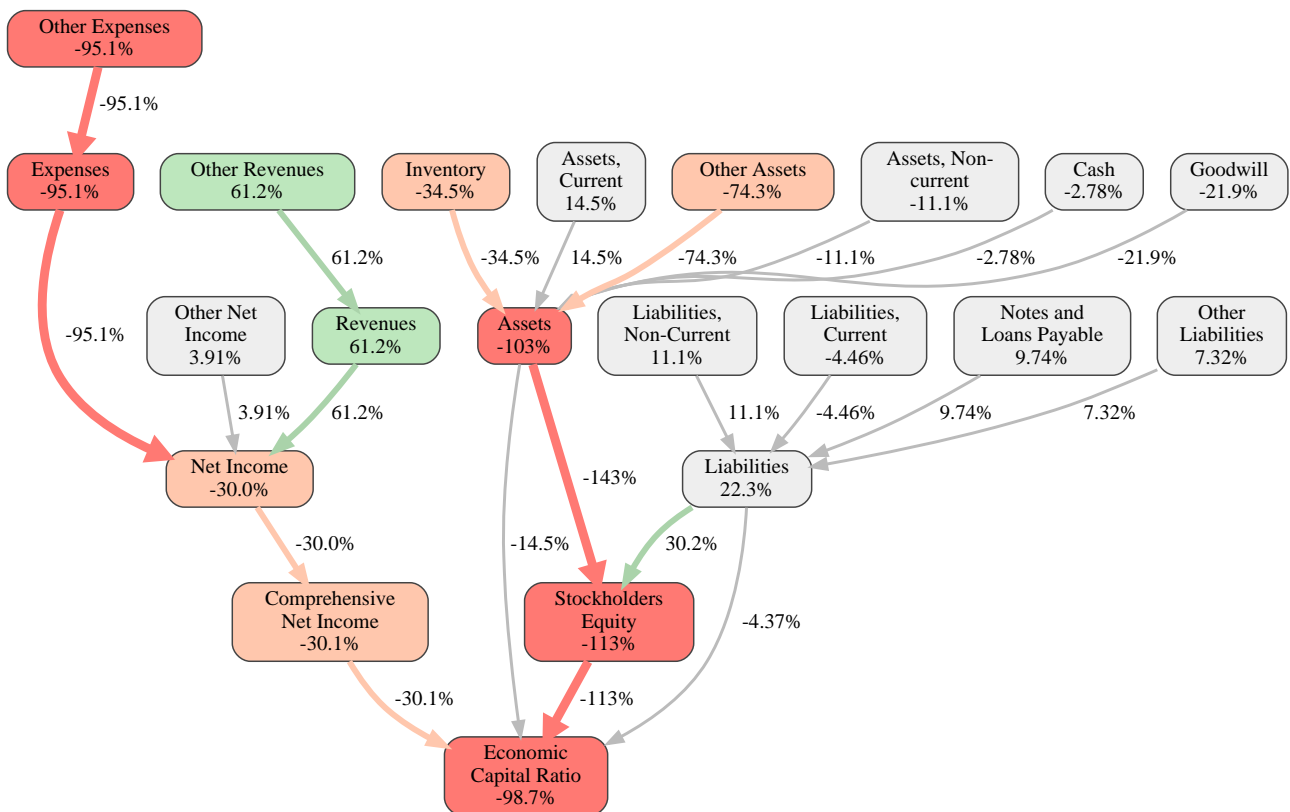 Other Expenses
-95.1%
-95.1%
Expenses
-95.1%
Other Revenues
61.2%
Inventory
-34.5%
Assets,
Current
14.5%
Other Assets
-74.3%
Assets, Non-
current
-11.1%
Cash
-2.78%
Goodwill
-21.9%
61.2%
-34.5%
14.5%
-74.3%
-11.1%
-2.78%
-21.9%
-95.1%
Other Net
Income
3.91%
Revenues
61.2%
Assets
-103%
Liabilities,
Non-Current
11.1%
Liabilities,
Current
-4.46%
Notes and
Loans Payable
9.74%
Other
Liabilities
7.32%
3.91%
61.2%
11.1%
-4.46%
9.74%
7.32%
Net Income
-30.0%
-143%
Liabilities
22.3%
-30.0%
-14.5%
30.2%
Comprehensive
Net Income
-30.1%
Stockholders
Equity
-113%
-4.37%
-30.1%
-113%
Economic
Capital Ratio
-98.7%